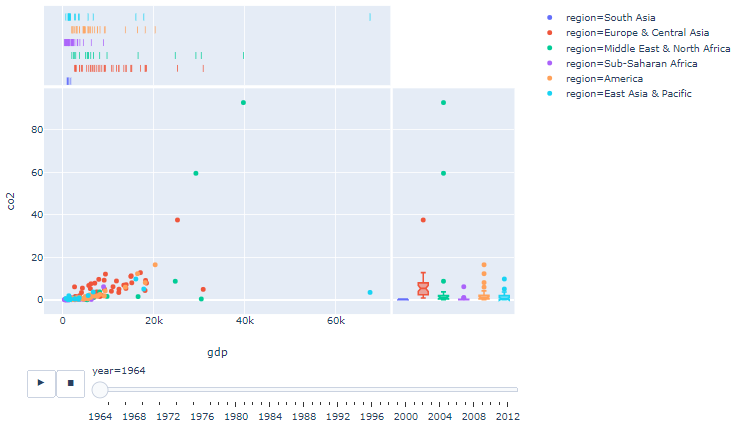 region=South Asia
region=Europe & Central Asia
region=Middle East & North Africa
region=Sub-Saharan Africa
region=America
region=East Asia & Pacific
80
60
40
20
0
co2
0 20k 40k 60k
gdp
year=1964
1964 1968 1972 1976 1980 1984 1988 1992 1996 2000 2004 2008 2012